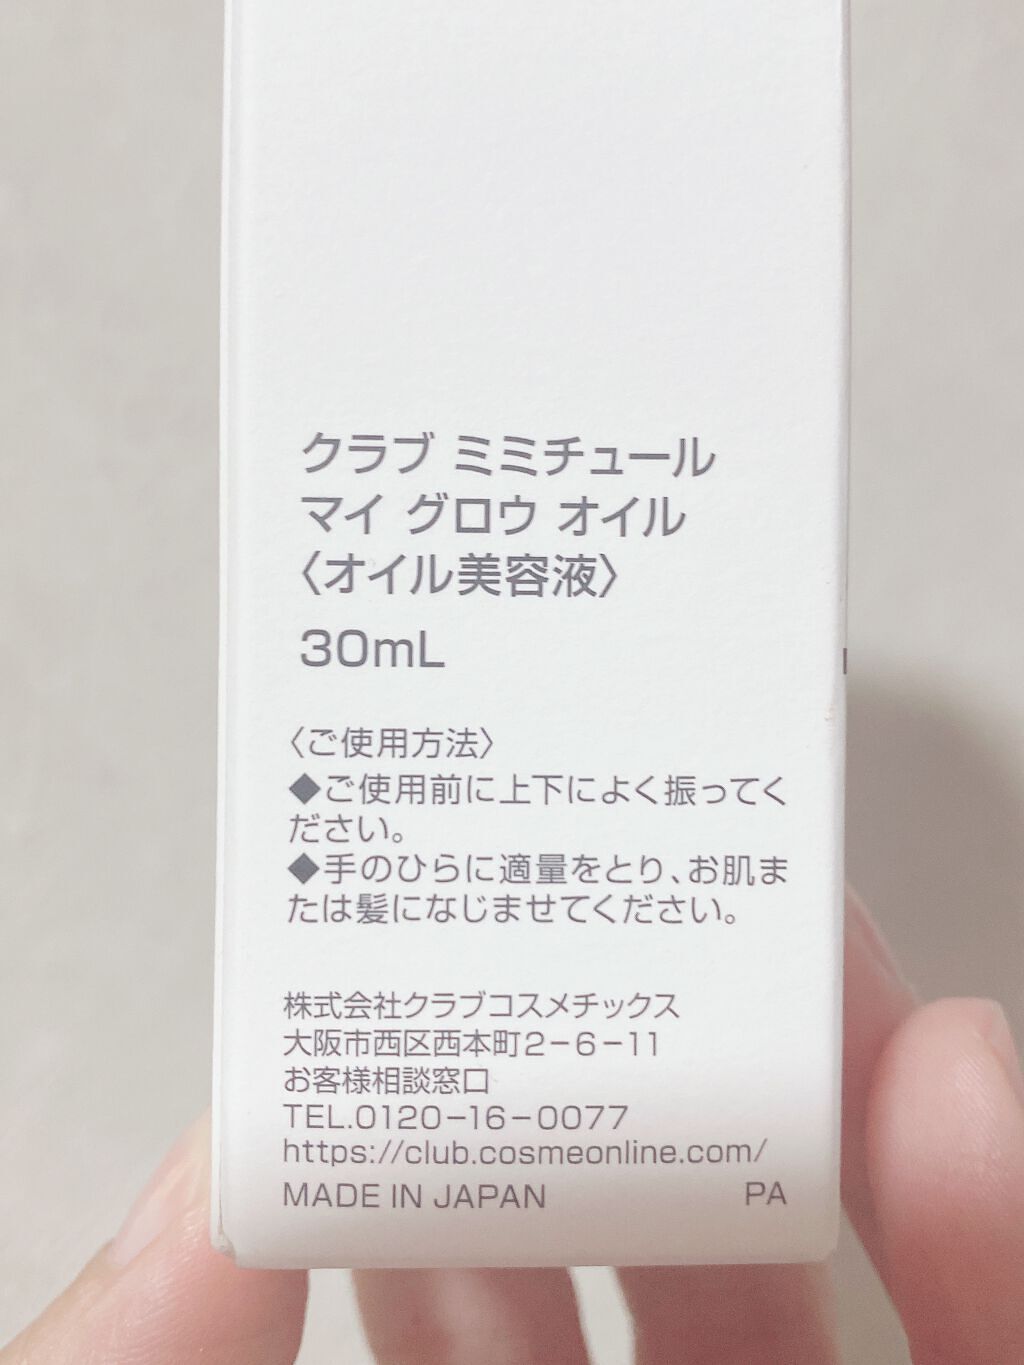 クラブ ミミチュール
マイ グロウ オイル
〈オイル美容液〉
30mL
〈ご使用方法〉
◆ご使用前に上下によく振ってく
ださい。
◆手のひらに適量をとり、お肌ま
たは髪になじませてください。
株式会社クラブコスメチックス
大阪市西区西本町2-6-11
お客様相談窓口
TEL.0120-16-0077
https://club.cosmeonline.com/
MADE IN JAPAN PA